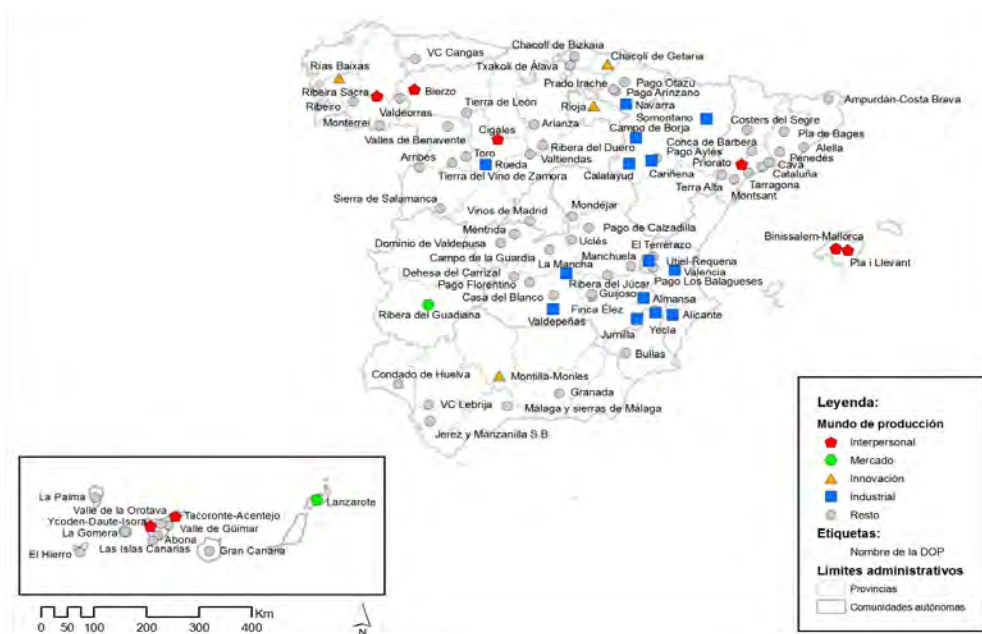 VC Cangas
Chacolí de Bizkaia
Chacolí de Getaria
Txakolí de Álava
Rías Baixas
Prado Irache
Pago Otazu
Ribeira Sacra
Bierzo
Pago Arínzano
Ampurdán-Costa Brava
Ribeiro
Valdeorras
Tierra de León
Rioja
Navarra
Somontano
Costers del Segre
Monterrei
Arianza
Campo de Borja
Pla de Bages
Valles de Benavente
Cigales
Conca de Barberá
Alella
Ribera del Duero
Pago Aylés
Penedés
Arribes
Toro
Valtiendas
Priorato
Cava
Rueda
Calatayud
Cariñena
Cataluña
Tierra del Vino de Zamora
Terra Alta
Tarragona
Montsant
Sierra de Salamanca
Vinos de Madrid
Mondéjar
Méntrida
Pago de Calzadilla
Binissalem-Mallorca
Dominio de Valdepusa
Uclés
El Terrerazo
Campo de la Guardia
Manchuela
Utiel-Requena
Pla i Llevant
La Mancha
Valencia
Dehesa del Carrizal
Ribera del Júcar
Pago Los Balagueses
Pago Florentino
Casa del Blanco
Guijoso
Almansa
Ribera del Guadiana
Finca Élez
Valdepeñas
Alicante
Jumilla
Yecla
Bullas
Condado de Huelva
Montilla-Moriles
Granada
VC Lebrija
Málaga y sierras de Málaga
Jerez y Manzanilla S.B
La Palma
Lanzarote
Valle de la Orotava
Tacoronte-Acentejo
Ycoden-Daute-Isora
Valle de Güimar
La Gomera
Abona
El Hierro
Las Islas Canarias
Gran Canaria
Km
0 50 100 200 300 400
N
Leyenda:
Mundo de producción
Interpersonal
Mercado
Innovación
Industrial
Resto
Etiquetas:
Nombre de la DOP
Límites administrativos
Provincias
Comunidades autónomas